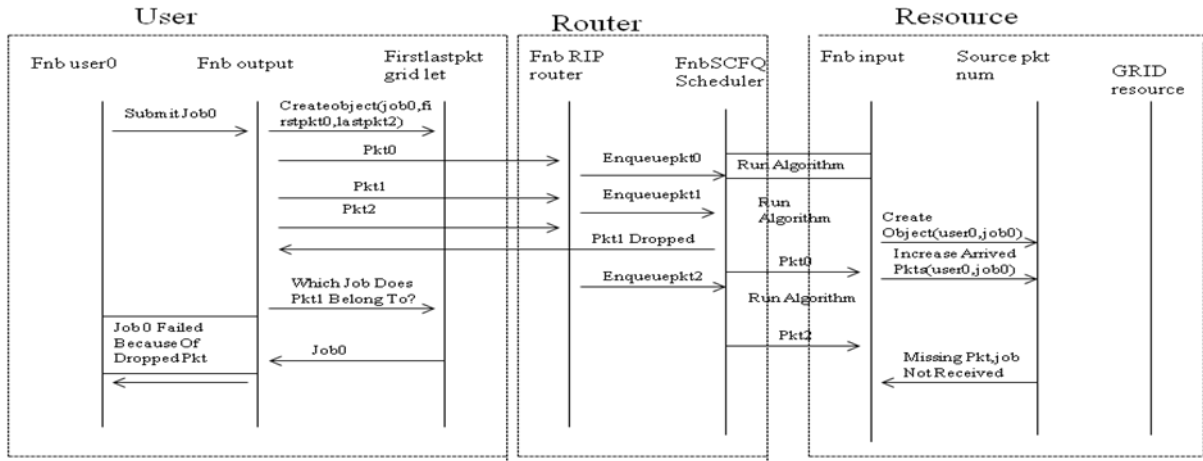 User
Router
Resource
Fnb user0
Fnb output
Firstlastpkt
grid let
Fnb RIP
router
FnbSCFQ
Scheduler
Fnb input
Source pkt
num
GRID
resource
SubmitJob0
Createobject(job0,fi
rstpkt0,lastpkt2)
Pkt0
Enqueuepkt0
Run Algorithm
Pkt1
Enqueuepkt1
Run
Algorithm
Pkt2
Create
Object(user0,job0)
Pkt1 Dropped
Increase Arrived
Pkts(user0,job0)
Pkt0
Enqueuepkt2
Which Job Does
Pkt1 Belong To?
Run Algorithm
Job0 Failed
Because Of
Dropped Pkt
Job0
Pkt2
Missing Pkt,job
Not Received